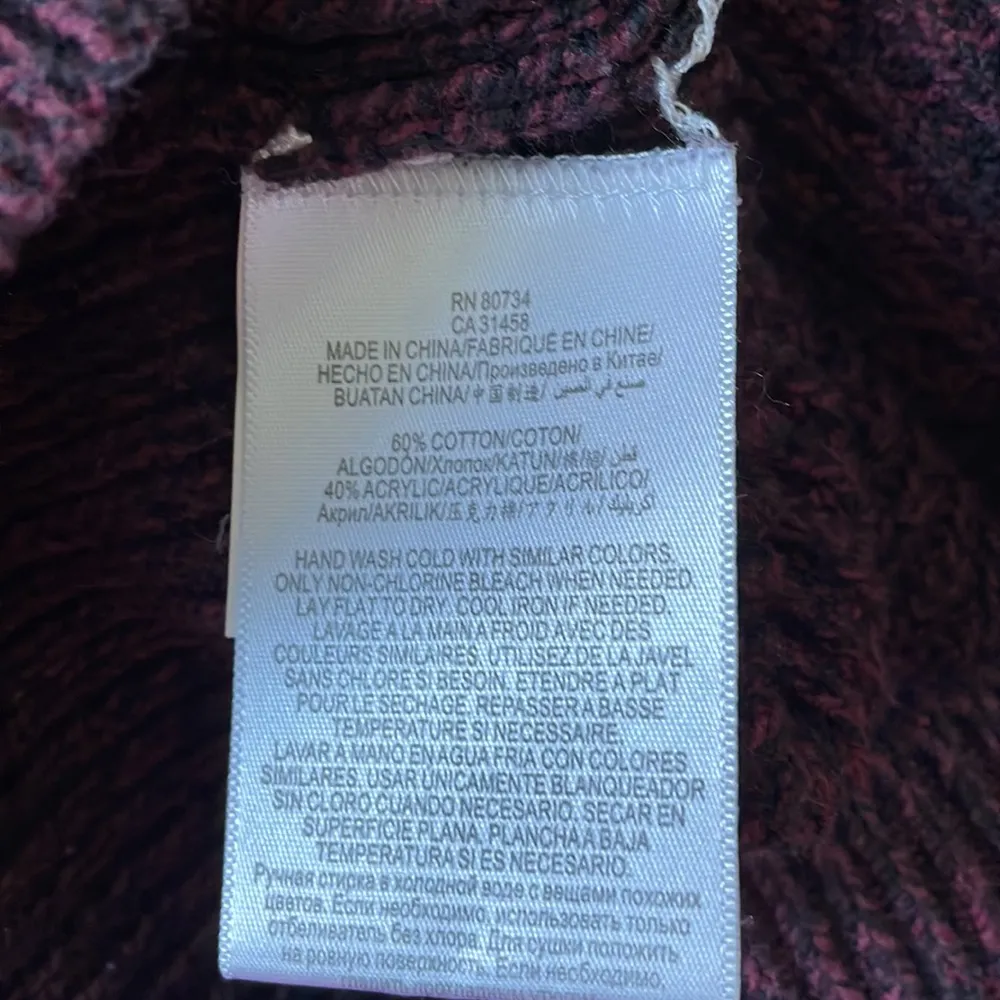 RN 80734
CA 31458
MADE IN CHINA/FABRIQUÉ EN CHINE/
HECHO EN CHINA/Произведено в Китае/
BUATAN CHINA/中国制造/ صنع في الصين
60% COTTON/COTON/
ALGODÓN/Хлопок/KATUN/棉/綿/ قطن/
40% ACRYLIC/ACRYLIQUE/ACRÍLICO/
Акрил/AKRILIK/压克力棉/アクリル/ أكريليك
HAND WASH COLD WITH SIMILAR COLORS.
ONLY NON-CHLORINE BLEACH WHEN NEEDED.
LAY FLAT TO DRY. COOL IRON IF NEEDED.
LAVAGE A LA MAIN A FROID AVEC DES
COULEURS SIMILAIRES. UTILISEZ DE LA JAVEL
SANS CHLORE SI BESOIN. ETENDRE A PLAT
POUR LE SECHAGE. REPASSER A BASSE
TEMPERATURE SI NECESSAIRE.
LAVAR A MANO EN AGUA FRIA CON COLORES
SIMILARES. USAR UNICAMENTE BLANQUEADOR
SIN CLORO CUANDO NECESARIO. SECAR EN
SUPERFICIE PLANA. PLANCHA A BAJA
TEMPERATURA SI ES NECESARIO.
Ручная стирка в холодной воде с вещами похожих
цветов. Если необходимо, использовать только
отбеливатель без хлора. Для сушки положить
на ровную поверхность. Если необходимо,